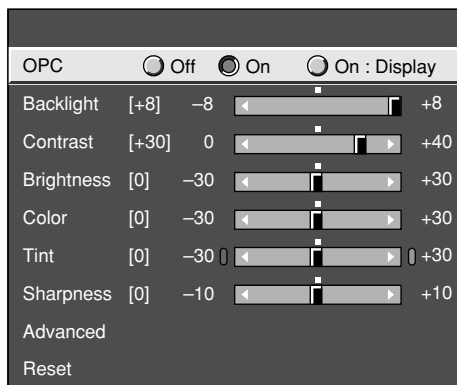 OPC Off On On : Display
Backlight [+8] –8 +8
Contrast [+30] 0 +40
Brightness [0] –30 +30
Color [0] –30 +30
Tint [0] –30 +30
Sharpness [0] –10 +10
Advanced
Reset